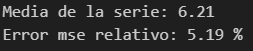 Media de la serie: 6.21
Error mse relativo: 5.19 %